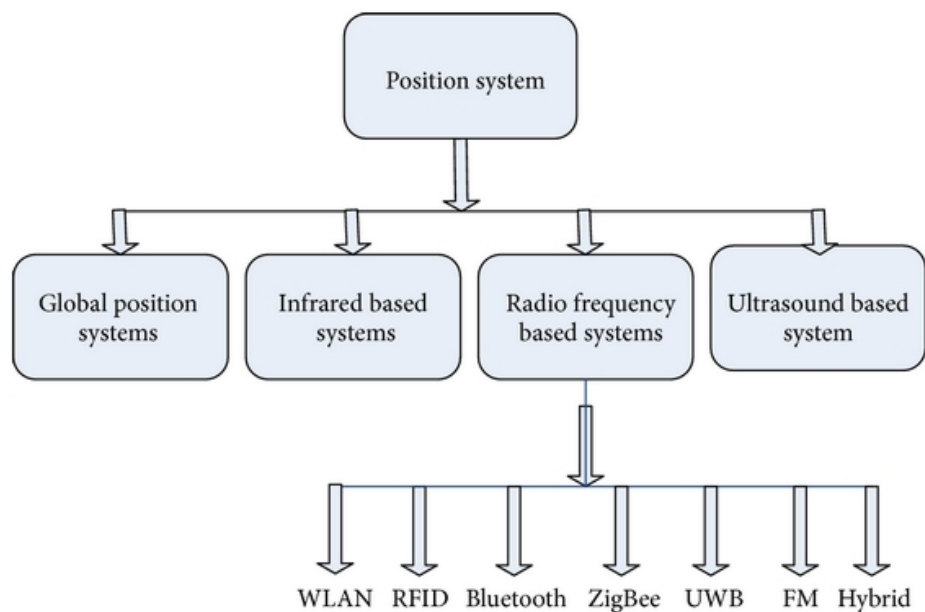 Position system
Global position
systems
Infrared based
systems
Radio frequency
based systems
Ultrasound based
system
WLAN RFID Bluetooth ZigBee UWB FM Hybrid